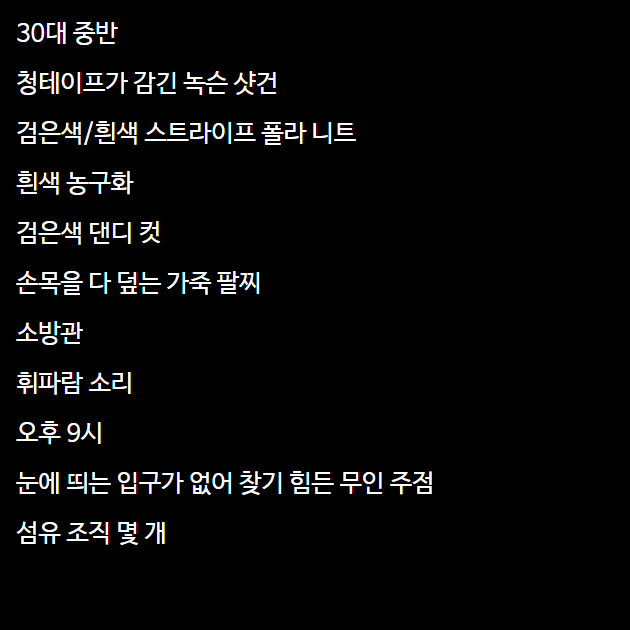 30대 중반
청테이프가 감긴 녹슨 샷건
검은색/흰색 스트라이프 폴라 니트
흰색 농구화
검은색 댄디 컷
손목을 다 덮는 가죽 팔찌
소방관
휘파람 소리
오후 9시
눈에 띄는 입구가 없어 찾기 힘든 무인 주점
섬유 조직 몇 개